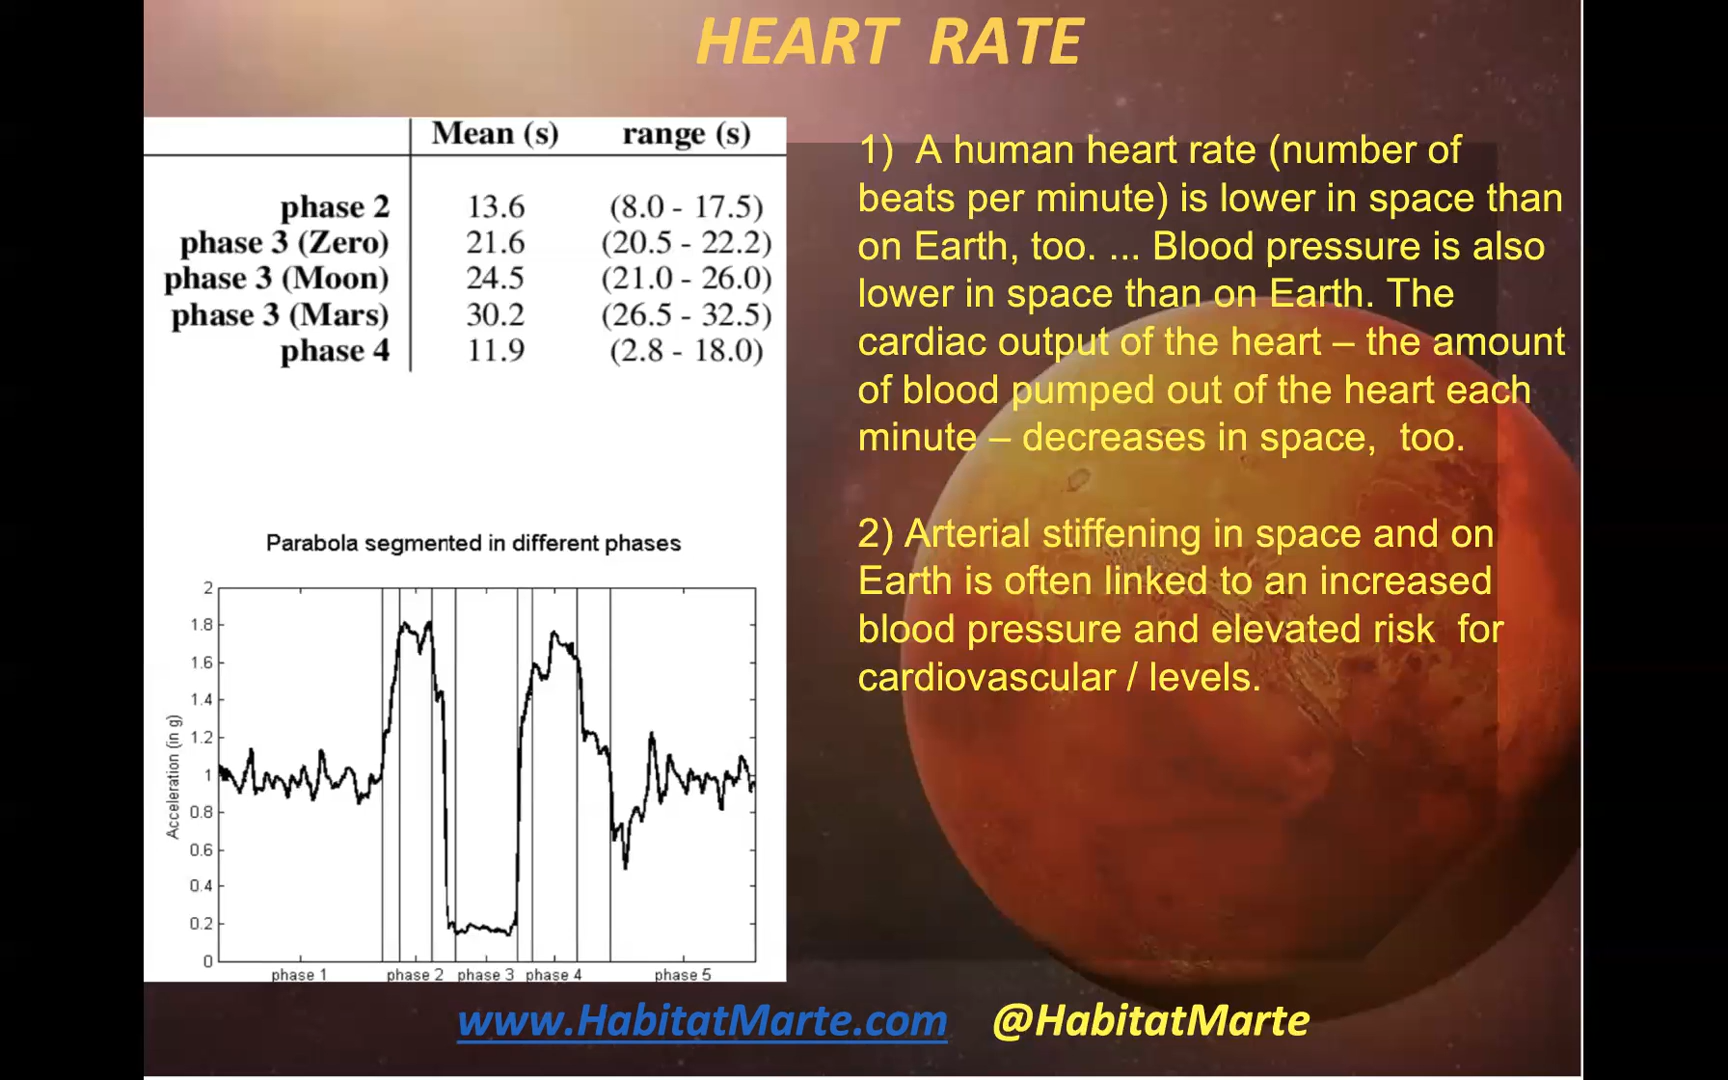 HEART RATE
Mean (s) range (s)
phase 2 13.6 (8.0 - 17.5)
phase 3 (Zero) 21.6 (20.5 - 22.2)
phase 3 (Moon) 24.5 (21.0 - 26.0)
phase 3 (Mars) 30.2 (26.5 - 32.5)
phase 4 11.9 (2.8 - 18.0)
Parabola segmented in different phases
2
1.8
1.6
1.4
1.2
1
0.8
0.6
0.4
0.2
0
Acceleration (in g)
phase 1 phase 2 phase 3 phase 4 phase 5
1) A human heart rate (number of
beats per minute) is lower in space than
on Earth, too. ... Blood pressure is also
lower in space than on Earth. The
cardiac output of the heart – the amount
of blood pumped out of the heart each
minute – decreases in space, too.
2) Arterial stiffening in space and on
Earth is often linked to an increased
blood pressure and elevated risk for
cardiovascular / levels.
www.HabitatMarte.com @HabitatMarte